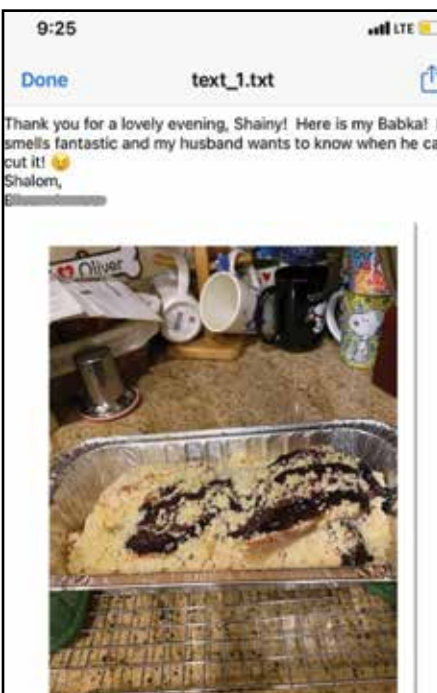 9:25
LTE
Done
text_1.txt
Thank you for a lovely evening, Shainy! Here is my Babka!
smells fantastic and my husband wants to know when he ca
cut it! 😉
Shalom,
Oliver